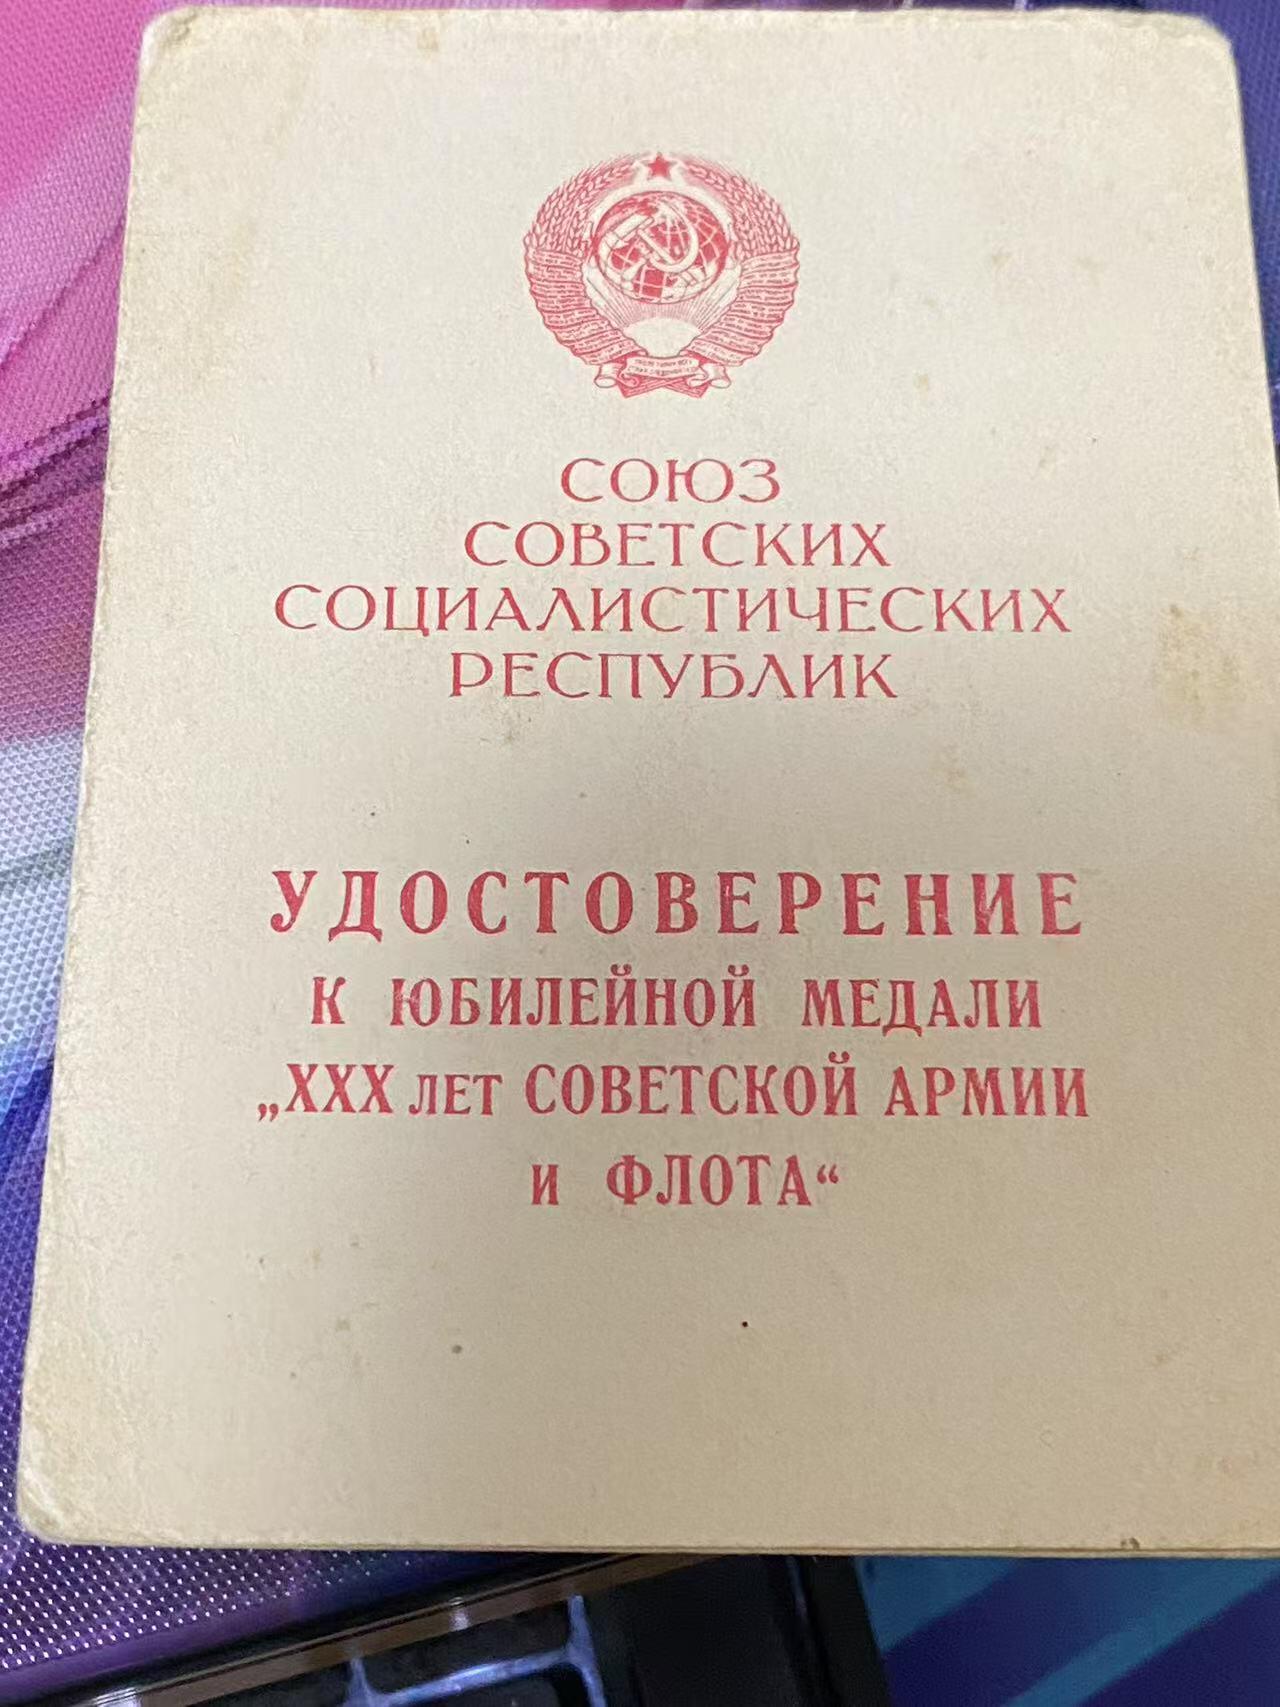 СОЮЗ
СОВЕТСКИХ
СОЦИАЛИСТИЧЕСКИХ
РЕСПУБЛИК
УДОСТОВЕРЕНИЕ
К ЮБИЛЕЙНОЙ МЕДАЛИ
„XXX ЛЕТ СОВЕТСКОЙ АРМИИ
И ФЛОТА“